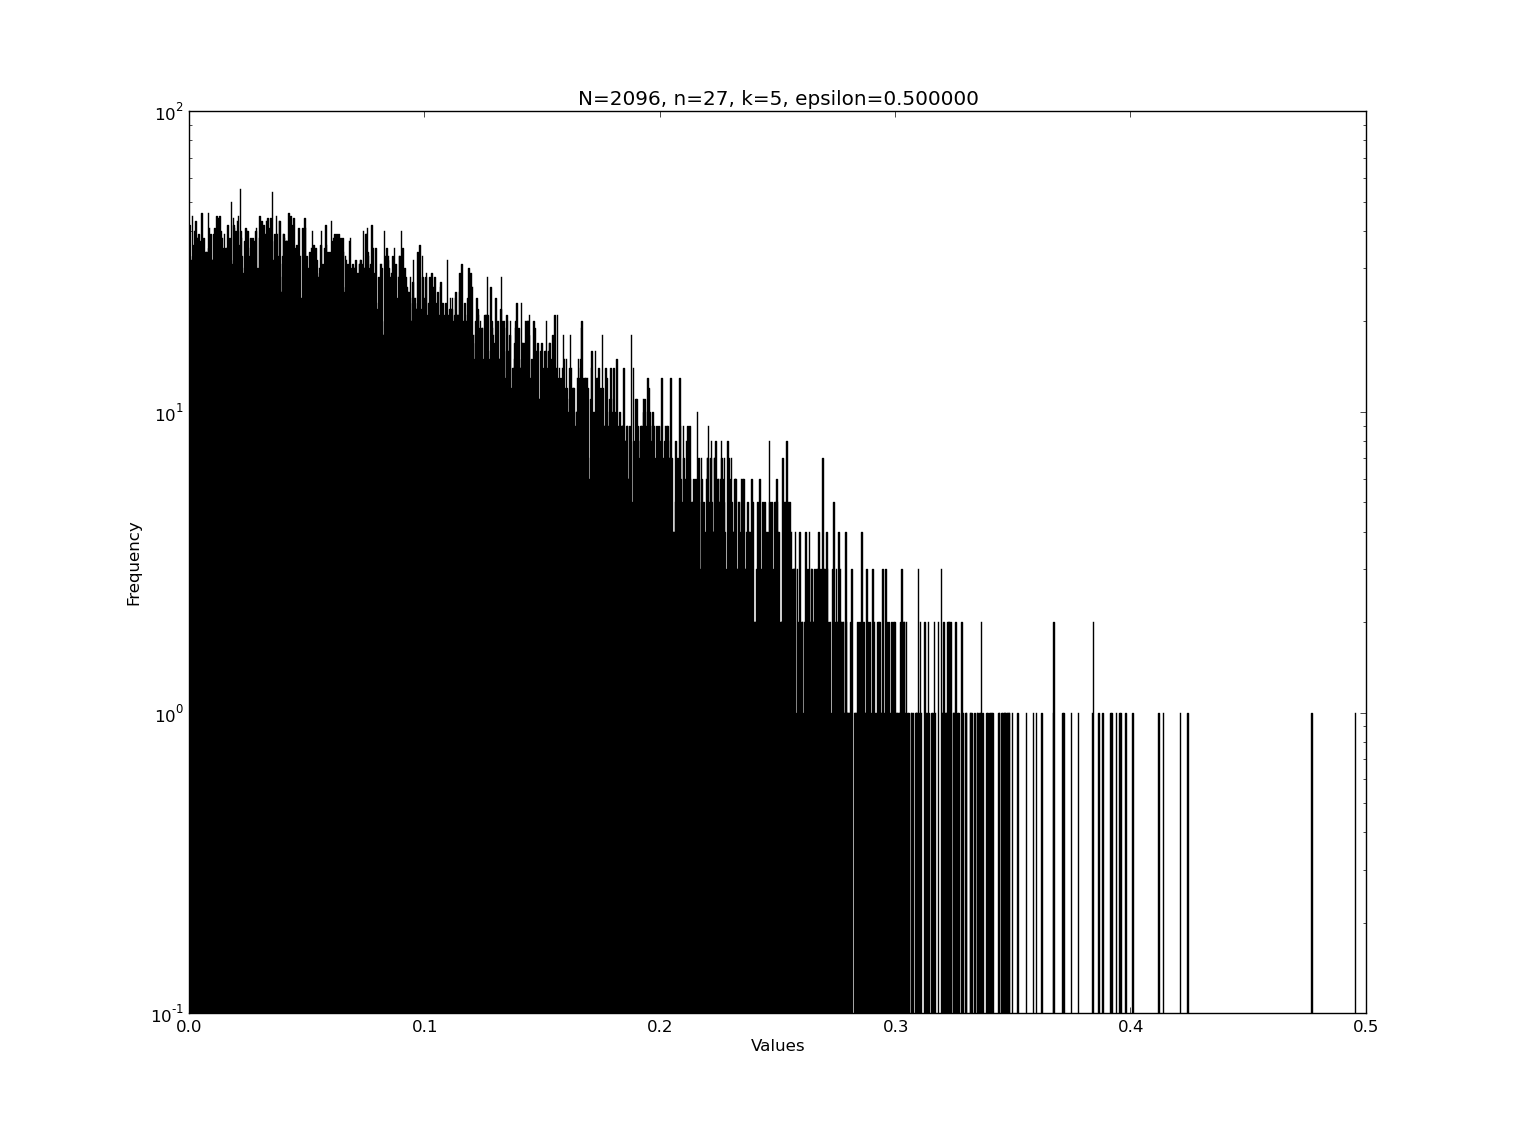 N=2096, n=27, k=5, epsilon=0.500000
10^2
10^1
10^0
10^-1
Frequency
0.0 0.1 0.2 0.3 0.4 0.5
Values